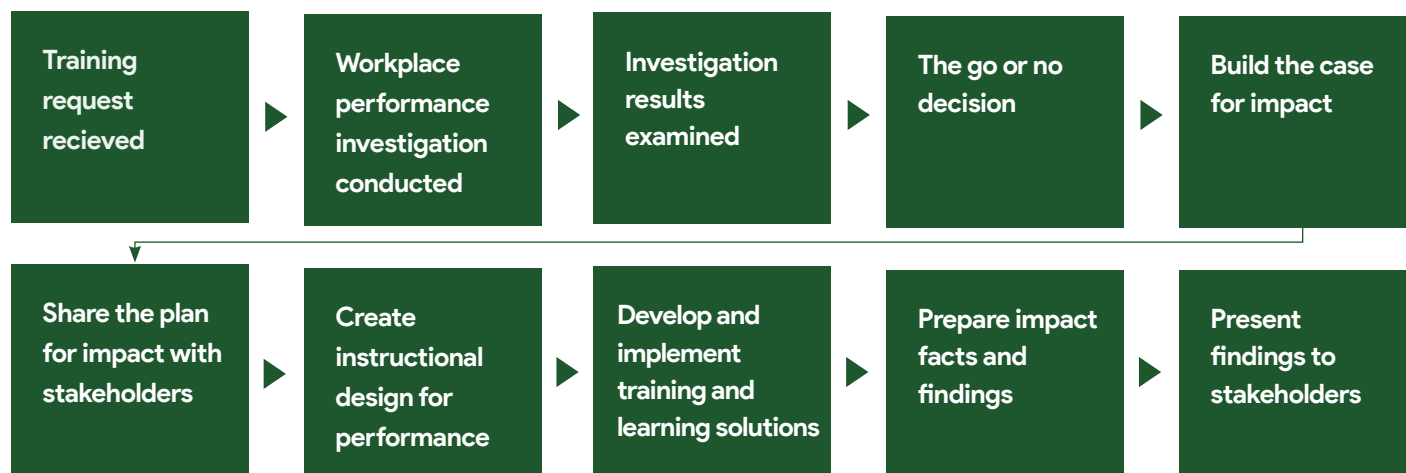 Training
request
recieved
Workplace
performance
investigation
conducted
Investigation
results
examined
The go or no
decision
Build the case
for impact
Share the plan
for impact with
stakeholders
Create
instructional
design for
performance
Develop and
implement
training and
learning solutions
Prepare impact
facts and
findings
Present
findings to
stakeholders